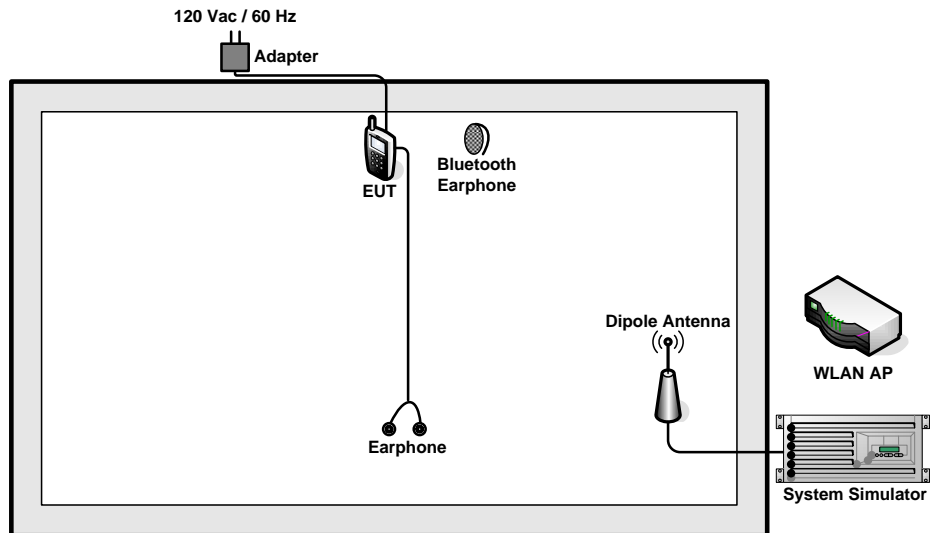 120 Vac / 60 Hz
Adapter
EUT
Bluetooth
Earphone
Dipole Antenna
WLAN AP
Earphone
System Simulator